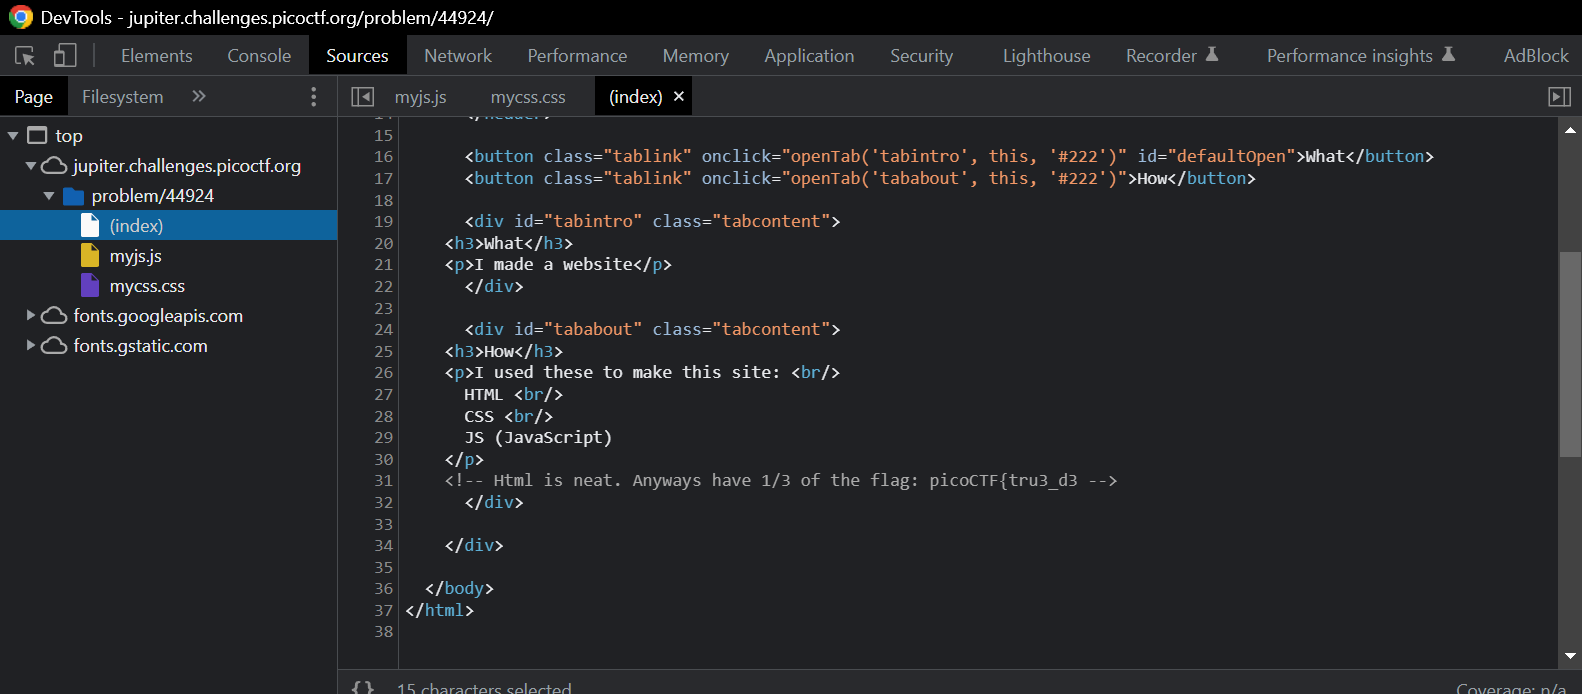 DevTools - jupiter.challenges.picoctf.org/problem/44924/
Elements Console Sources Network Performance Memory Application Security Lighthouse Recorder Performance insights AdBlock
Page Filesystem » myjs.js mycss.css (index) ×
top
jupiter.challenges.picoctf.org
problem/44924
(index)
myjs.js
mycss.css
fonts.googleapis.com
fonts.gstatic.com
14 </header>
15
16 <button class="tablink" onclick="openTab('tabintro', this, '#222')" id="defaultOpen">What</button>
17 <button class="tablink" onclick="openTab('tababout', this, '#222')">How</button>
18
19 <div id="tabintro" class="tabcontent">
20 <h3>What</h3>
21 <p>I made a website</p>
22 </div>
23
24 <div id="tababout" class="tabcontent">
25 <h3>How</h3>
26 <p>I used these to make this site: <br/>
27 HTML <br/>
28 CSS <br/>
29 JS (JavaScript)
30 </p>
31 <!-- Html is neat. Anyways have 1/3 of the flag: picoCTF{tru3_d3 -->
32 </div>
33
34 </div>
35
36 </body>
37 </html>
38
{} 15 characters selected Coverage: n/a